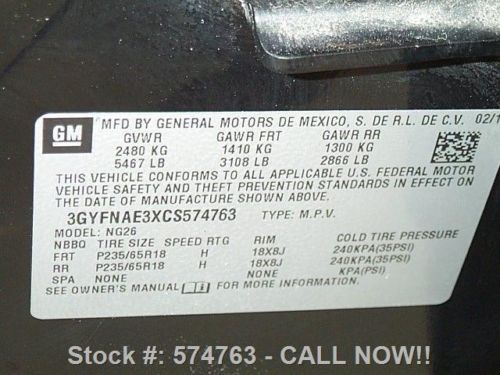 GM
MFD BY GENERAL MOTORS DE MEXICO, S. DE R.L. DE C.V. 02/1
GVWR GAWR FRT GAWR RR
2480 KG 1410 KG 1300 KG
5467 LB 3108 LB 2866 LB
THIS VEHICLE CONFORMS TO ALL APPLICABLE U.S. FEDERAL MOTOR
VEHICLE SAFETY AND THEFT PREVENTION STANDARDS IN EFFECT ON THE DATE OF
MANUFACTURE SHOWN ABOVE.
3GYFNAE3XCS574763 TYPE: M.P.V.
MODEL: NG26
NBBQ TIRE SIZE SPEED RTG RIM COLD TIRE PRESSURE
FRT P235/65R18 H 18X8J 240KPA(35PSI)
RR P235/65R18 H 18X8J 240KPA(35PSI)
SPA NONE NONE KPA(PSI)
SEE OWNER'S MANUAL FOR MORE INFORMATION.
Stock #: 574763 - CALL NOW!!